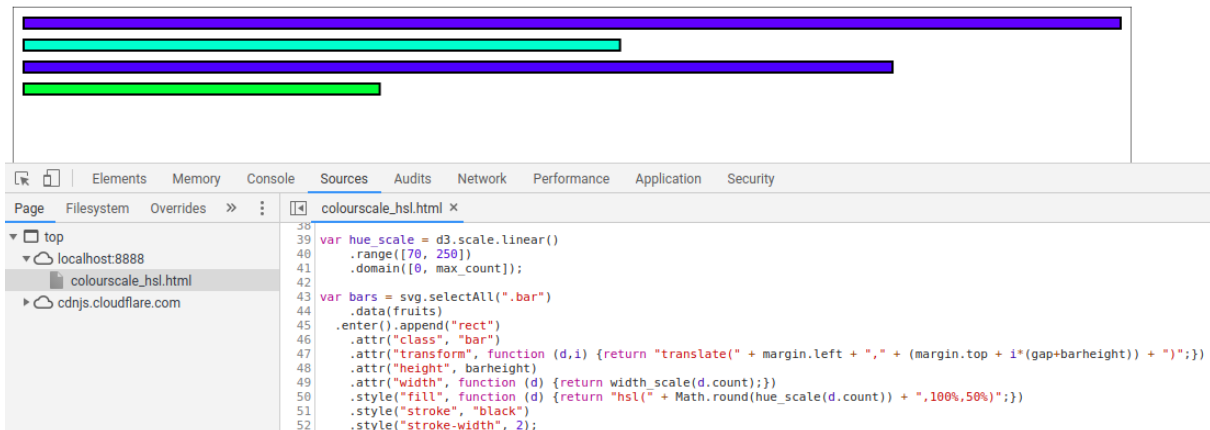 Elements Memory Console Sources Audits Network Performance Application Security
Page Filesystem Overrides » ⋮ colourscale_hsl.html ×
top
localhost:8888
colourscale_hsl.html
cdnjs.cloudflare.com
38
39 var hue_scale = d3.scale.linear()
40     .range([70, 250])
41     .domain([0, max_count]);
42
43 var bars = svg.selectAll(".bar")
44     .data(fruits)
45   .enter().append("rect")
46     .attr("class", "bar")
47     .attr("transform", function (d,i) {return "translate(" + margin.left + "," + (margin.top + i*(gap+barheight)) + ")";})
48     .attr("height", barheight)
49     .attr("width", function (d) {return width_scale(d.count);})
50     .style("fill", function (d) {return "hsl(" + Math.round(hue_scale(d.count)) + ",100%,50%)";})
51     .style("stroke", "black")
52     .style("stroke-width", 2);